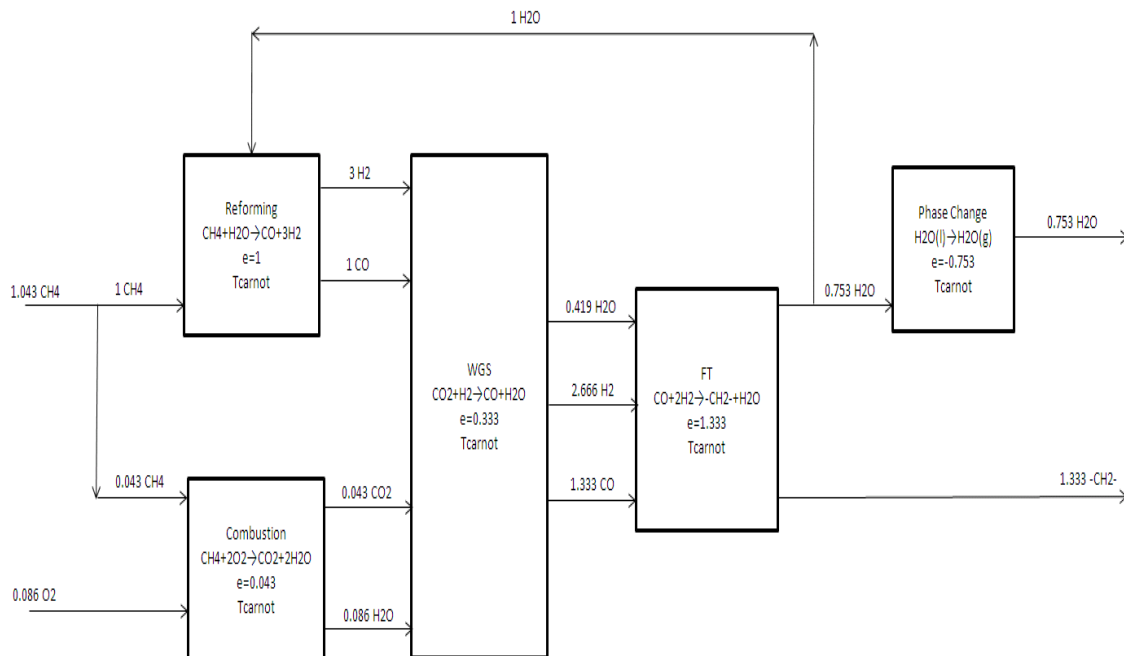 1 H2O
Reforming
CH4+H2O→CO+3H2
e=1
Tcarnot
3 H2
1 CO
1.043 CH4
1 CH4
Phase Change
H2O(l)→H2O(g)
e=-0.753
Tcarnot
0.753 H2O
0.753 H2O
WGS
CO2+H2→CO+H2O
e=0.333
Tcarnot
0.419 H2O
2.666 H2
1.333 CO
FT
CO+2H2→-CH2-+H2O
e=1.333
Tcarnot
1.333 -CH2-
0.043 CH4
0.086 O2
Combustion
CH4+2O2→CO2+2H2O
e=0.043
Tcarnot
0.043 CO2
0.086 H2O